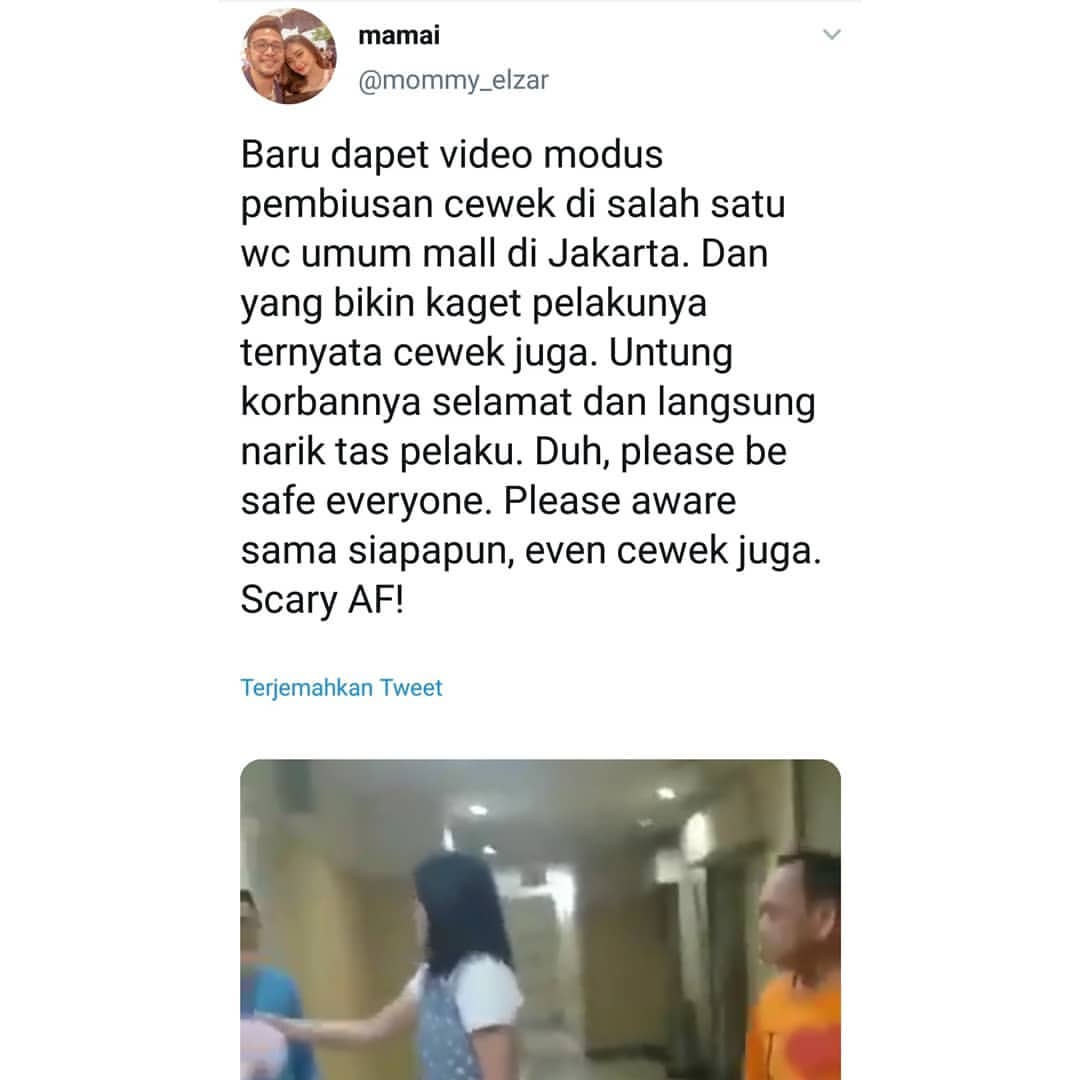 mamai
@mommy_elzar
Baru dapet video modus
pembiusan cewek di salah satu
wc umum mall di Jakarta. Dan
yang bikin kaget pelakunya
ternyata cewek juga. Untung
korbannya selamat dan langsung
narik tas pelaku. Duh, please be
safe everyone. Please aware
sama siapapun, even cewek juga.
Scary AF!
Terjemahkan Tweet